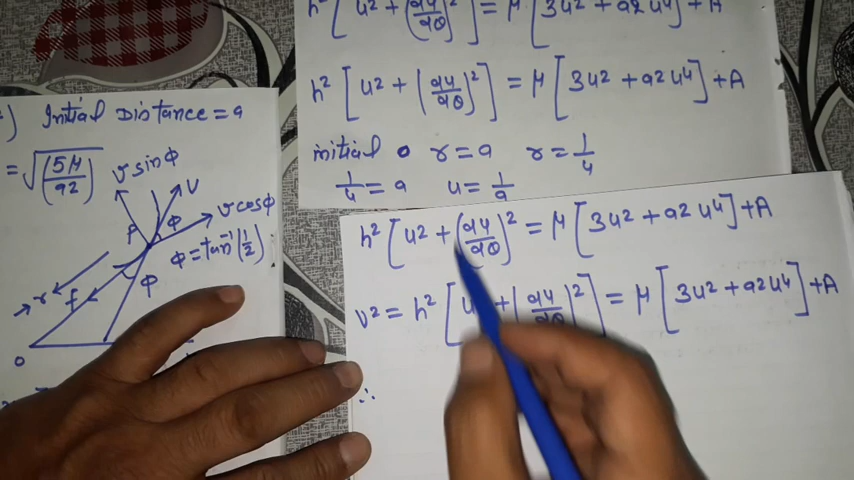 h² [u² + (du/dθ)²] = μ [3u² + a2u⁴] + A
h² [u² + (du/dθ)²] = μ [3u² + a2u⁴] + A
initial r = a r = 1/u
1/u = a u = 1/a
) Initial Distance = a
= √(5μ/a2)
v sinφ
v
v cosφ
P φ
φ = tan⁻¹(1/2)
r
f φ
O
h² [u² + (du/dθ)² = μ [3u² + a2u⁴] + A
v² = h² [u² + (du/dθ)²] = μ [3u² + a2u⁴] + A
∴